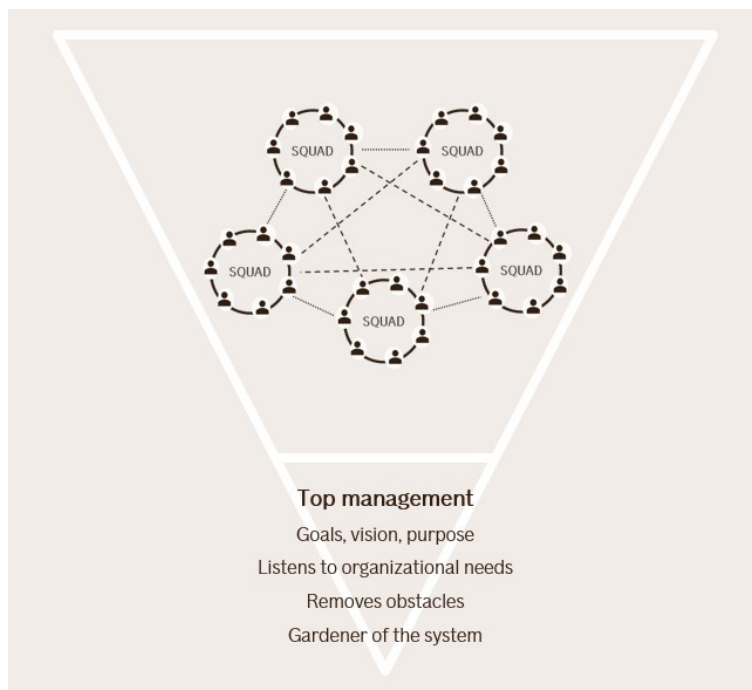 SQUAD
SQUAD
SQUAD
SQUAD
SQUAD
Top management
Goals, vision, purpose
Listens to organizational needs
Removes obstacles
Gardener of the system